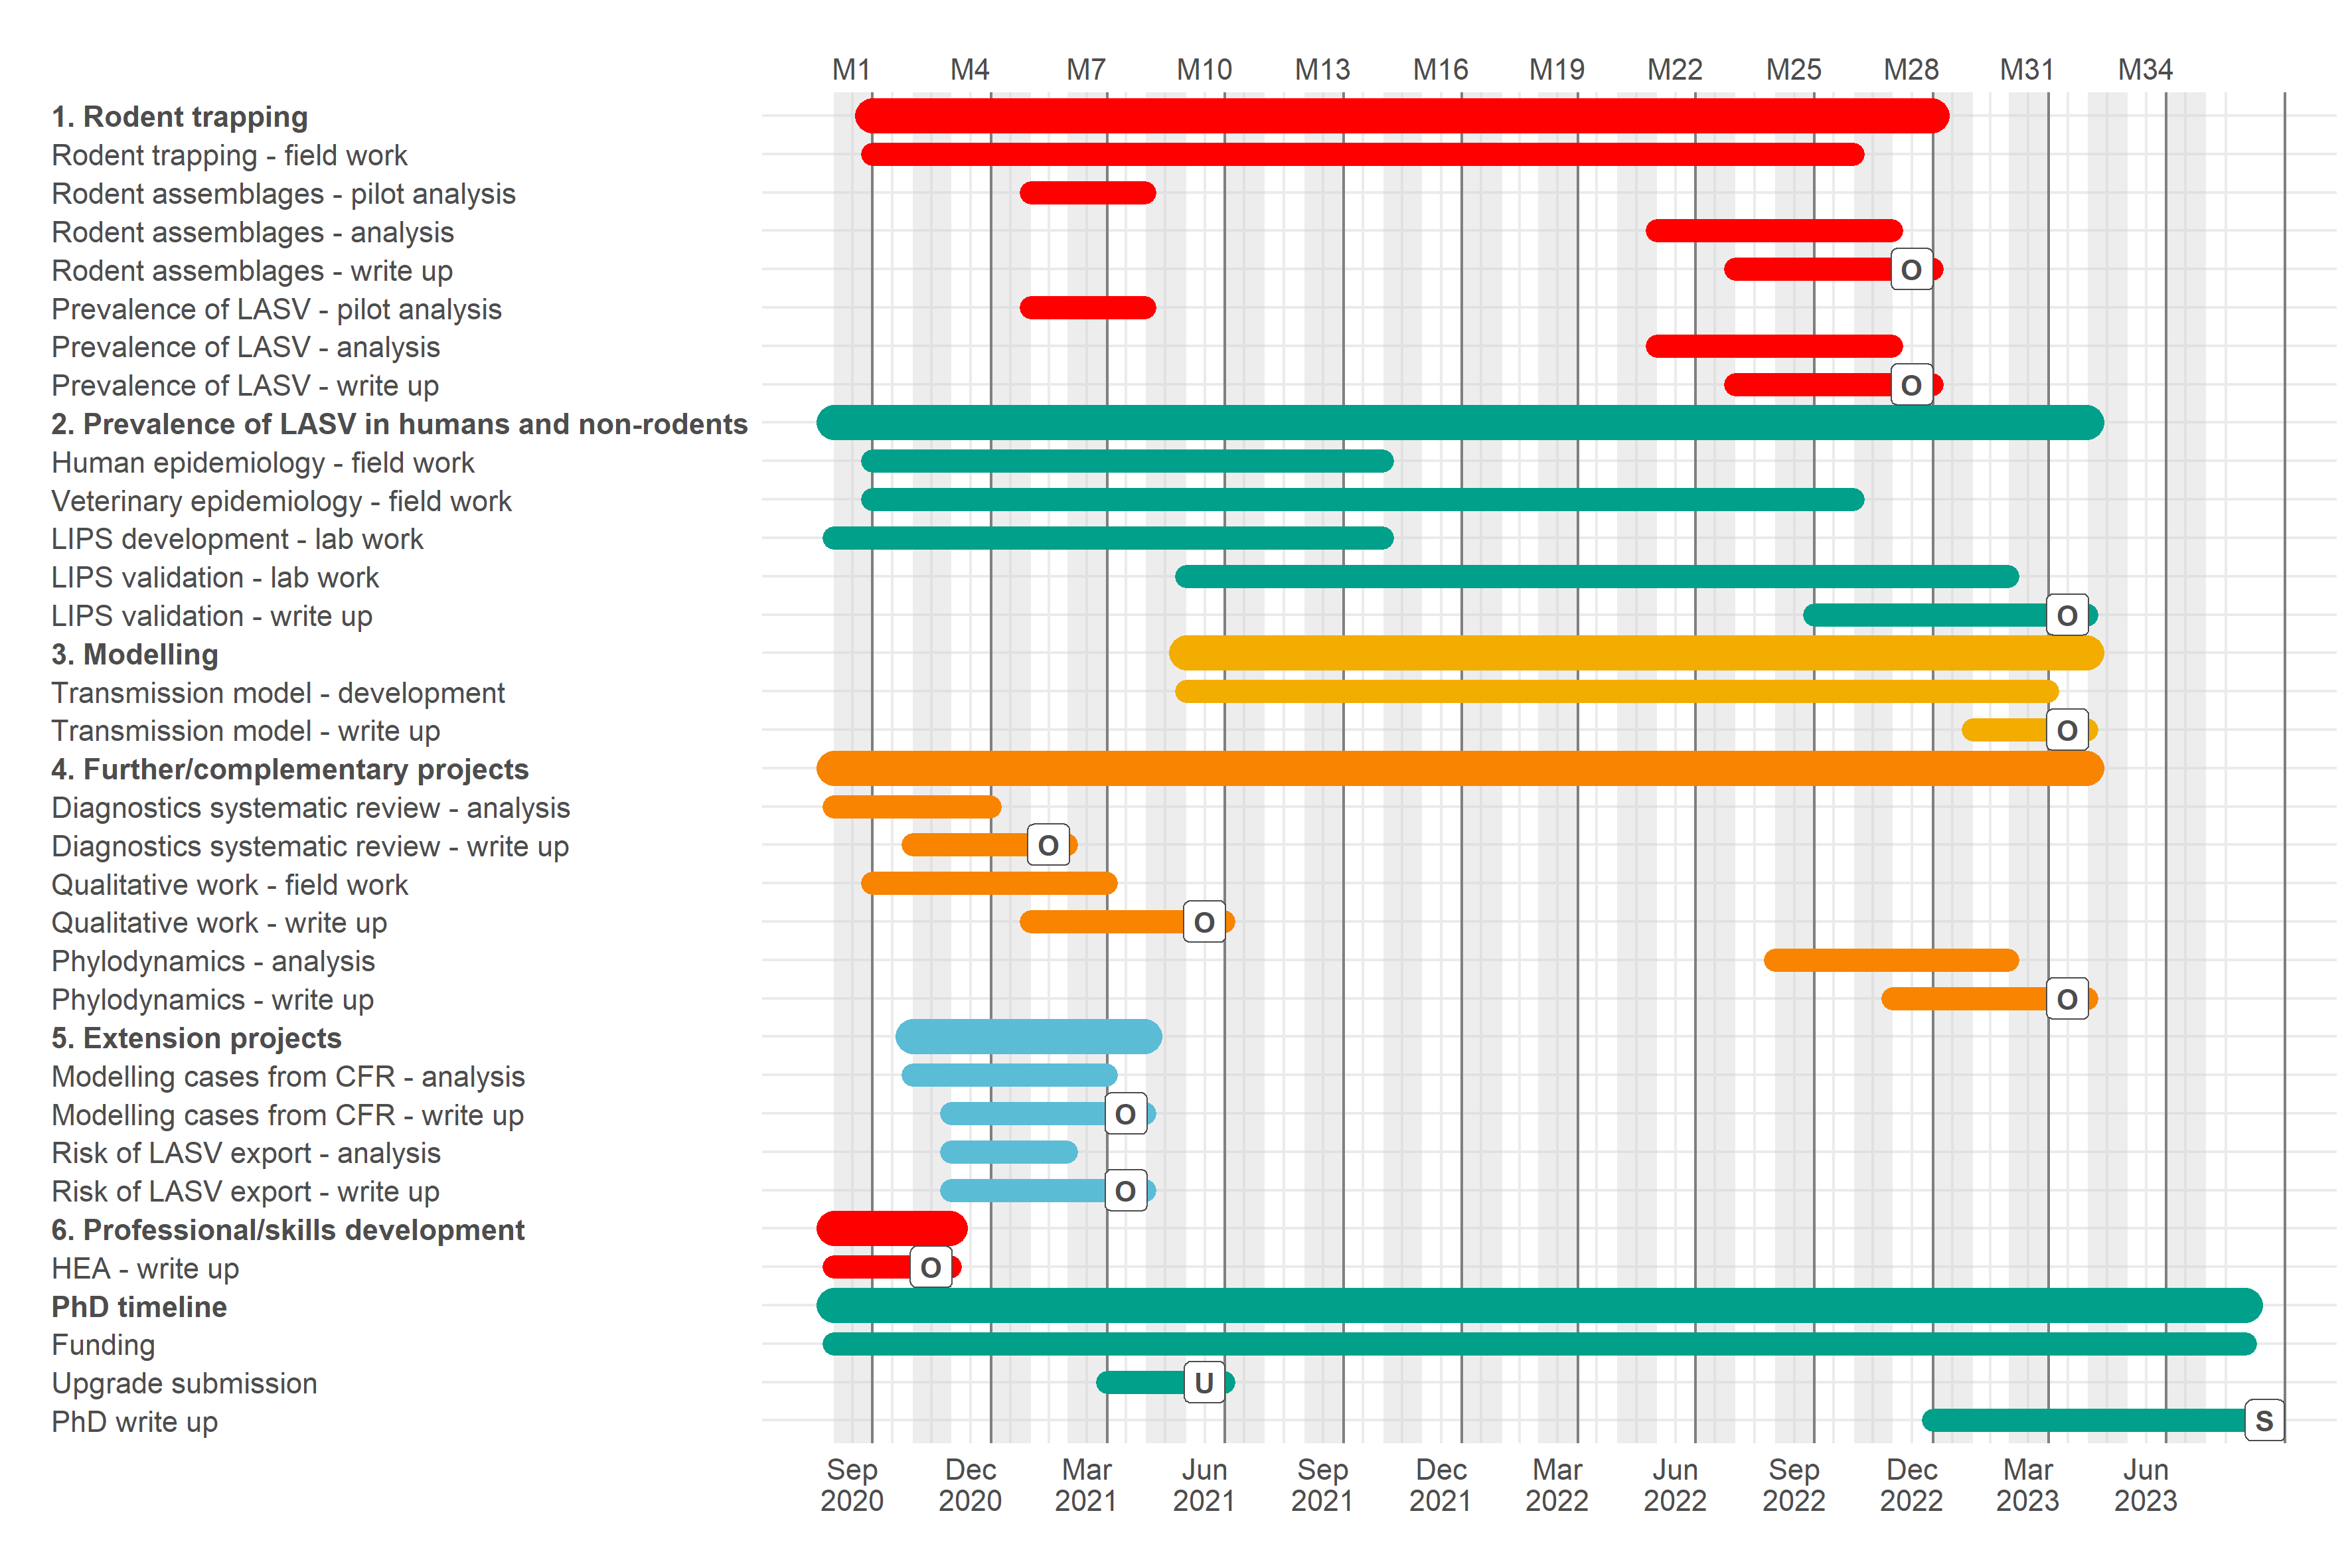 M1 M4 M7 M10 M13 M16 M19 M22 M25 M28 M31 M34
1. Rodent trapping
Rodent trapping - field work
Rodent assemblages - pilot analysis
Rodent assemblages - analysis
Rodent assemblages - write up O
Prevalence of LASV - pilot analysis
Prevalence of LASV - analysis
Prevalence of LASV - write up O
2. Prevalence of LASV in humans and non-rodents
Human epidemiology - field work
Veterinary epidemiology - field work
LIPS development - lab work
LIPS validation - lab work
LIPS validation - write up O
3. Modelling
Transmission model - development
Transmission model - write up O
4. Further/complementary projects
Diagnostics systematic review - analysis
Diagnostics systematic review - write up O
Qualitative work - field work
Qualitative work - write up O
Phylodynamics - analysis
Phylodynamics - write up O
5. Extension projects
Modelling cases from CFR - analysis
Modelling cases from CFR - write up O
Risk of LASV export - analysis
Risk of LASV export - write up O
6. Professional/skills development
HEA - write up O
PhD timeline
Funding
Upgrade submission U
PhD write up S
Sep Dec Mar Jun Sep Dec Mar Jun Sep Dec Mar Jun
2020 2020 2021 2021 2021 2021 2022 2022 2022 2022 2023 2023